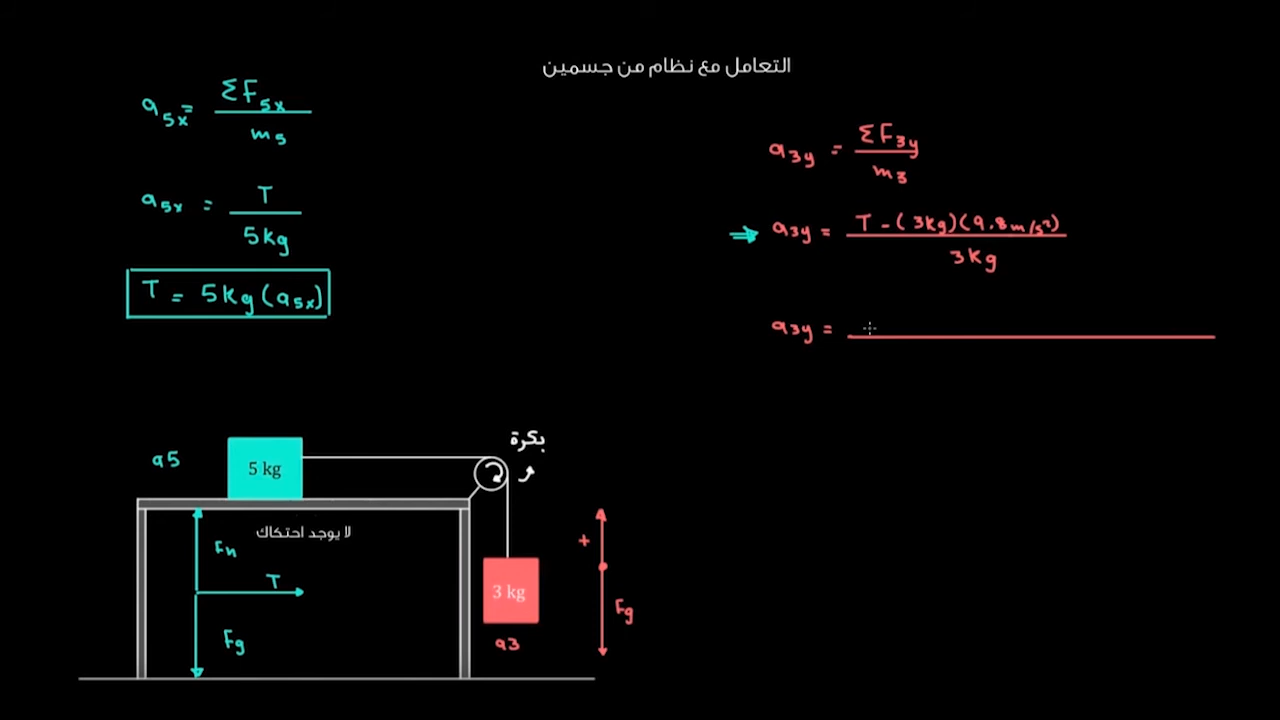 التعامل مع نظام من جسمين
a5x = ΣF5x / m5
a5x = T / 5kg
T = 5kg (a5x)
a3y = ΣF3y / m3
a3y = T - (3kg)(9.8m/s²) / 3kg
a3y =
بكرة
a5
5 kg
لا يوجد احتكاك
Fn
T
Fg
3 kg
a3
+
Fg